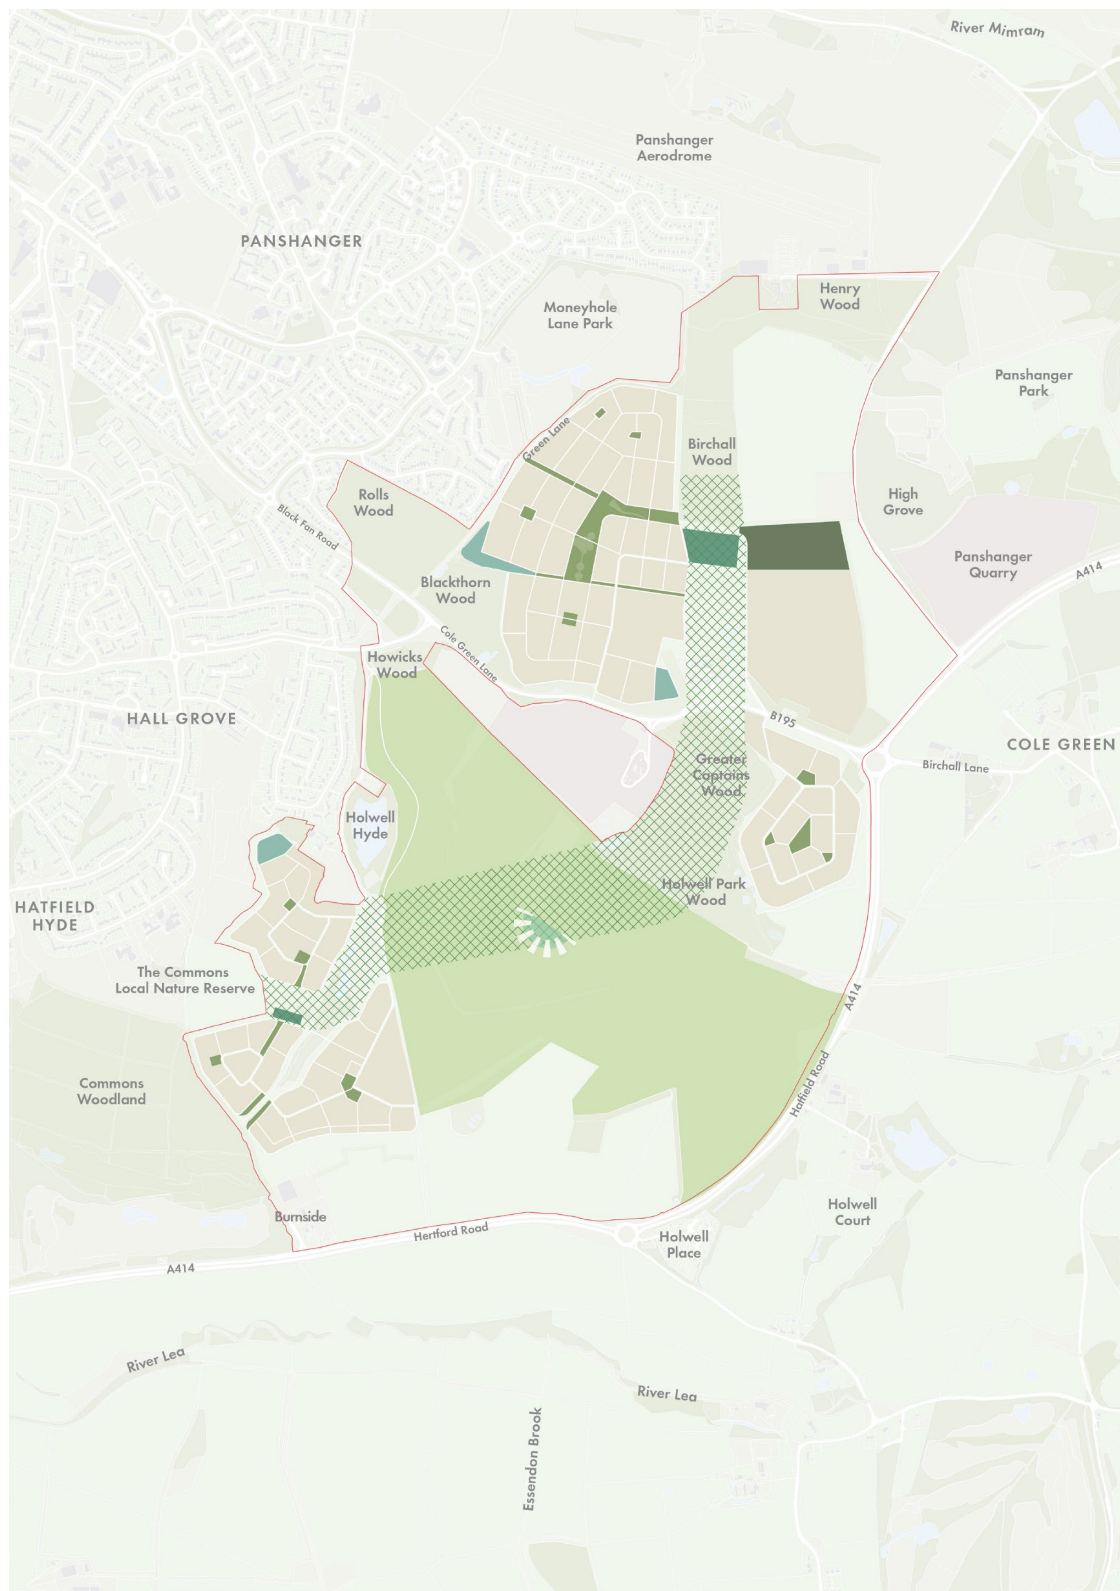 River Mimram
Panshanger
Aerodrome
PANSHANGER
Henry
Wood
Moneyhole
Lane Park
Panshanger
Park
Green Lane
Birchall
Wood
Rolls
Wood
High
Grove
Black Fan Road
Panshanger
Quarry
A414
Blackthorn
Wood
Cole Green Lane
Howicks
Wood
HALL GROVE
B195
COLE GREEN
Greater
Captains
Wood
Birchall Lane
Holwell
Hyde
Holwell Park
Wood
HATFIELD
HYDE
The Commons
Local Nature Reserve
A414
Commons
Woodland
Hatfield Road
Burnside
Holwell
Court
Hertford Road
Holwell
Place
A414
River Lea
River Lea
Essendon Brook